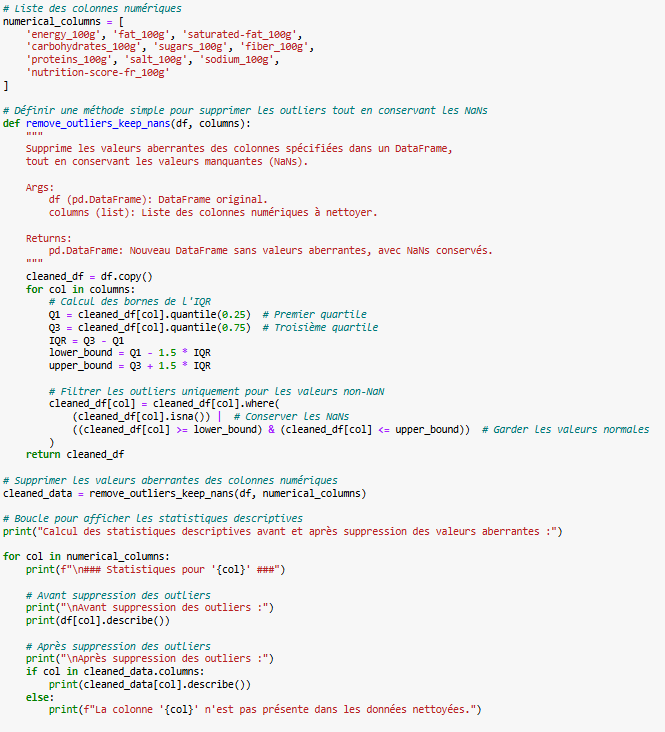 # Liste des colonnes numériques
numerical_columns = [
    'energy_100g', 'fat_100g', 'saturated-fat_100g',
    'carbohydrates_100g', 'sugars_100g', 'fiber_100g',
    'proteins_100g', 'salt_100g', 'sodium_100g',
    'nutrition-score-fr_100g'
]

# Définir une méthode simple pour supprimer les outliers tout en conservant les NaNs
def remove_outliers_keep_nans(df, columns):
    """
    Supprime les valeurs aberrantes des colonnes spécifiées dans un DataFrame,
    tout en conservant les valeurs manquantes (NaNs).

    Args:
        df (pd.DataFrame): DataFrame original.
        columns (list): Liste des colonnes numériques à nettoyer.

    Returns:
        pd.DataFrame: Nouveau DataFrame sans valeurs aberrantes, avec NaNs conservés.
    """
    cleaned_df = df.copy()
    for col in columns:
        # Calcul des bornes de l'IQR
        Q1 = cleaned_df[col].quantile(0.25)  # Premier quartile
        Q3 = cleaned_df[col].quantile(0.75)  # Troisième quartile
        IQR = Q3 - Q1
        lower_bound = Q1 - 1.5 * IQR
        upper_bound = Q3 + 1.5 * IQR

        # Filtrer les outliers uniquement pour les valeurs non-NaN
        cleaned_df[col] = cleaned_df[col].where(
            (cleaned_df[col].isna()) |  # Conserver les NaNs
            ((cleaned_df[col] >= lower_bound) & (cleaned_df[col] <= upper_bound))  # Garder les valeurs normales
        )
    return cleaned_df

# Supprimer les valeurs aberrantes des colonnes numériques
cleaned_data = remove_outliers_keep_nans(df, numerical_columns)

# Boucle pour afficher les statistiques descriptives
print("Calcul des statistiques descriptives avant et après suppression des valeurs aberrantes :")

for col in numerical_columns:
    print(f"\n### Statistiques pour '{col}' ###")

    # Avant suppression des outliers
    print("\nAvant suppression des outliers :")
    print(df[col].describe())

    # Après suppression des outliers
    print("\nAprès suppression des outliers :")
    if col in cleaned_data.columns:
        print(cleaned_data[col].describe())
    else:
        print(f"La colonne '{col}' n'est pas présente dans les données nettoyées.")